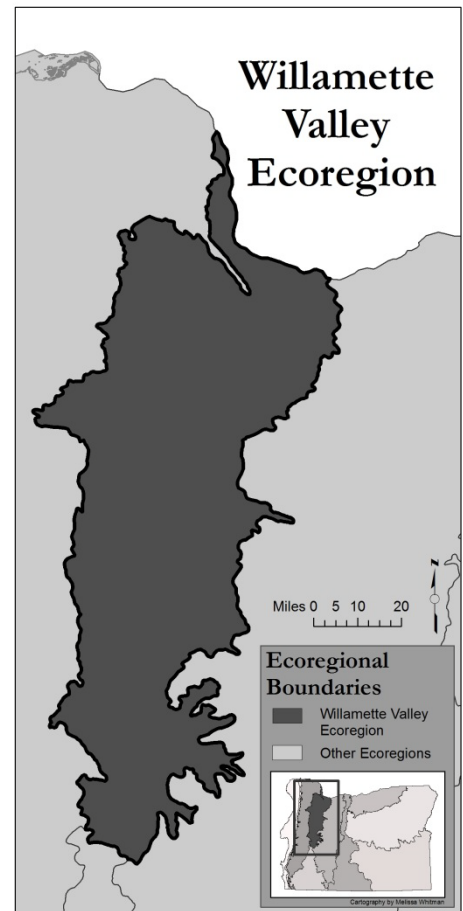 Willamette
Valley
Ecoregion
N
Miles 0 5 10 20
Ecoregional
Boundaries
Willamette Valley
Ecoregion
Other Ecoregions
Cartography by Melissa Whitman